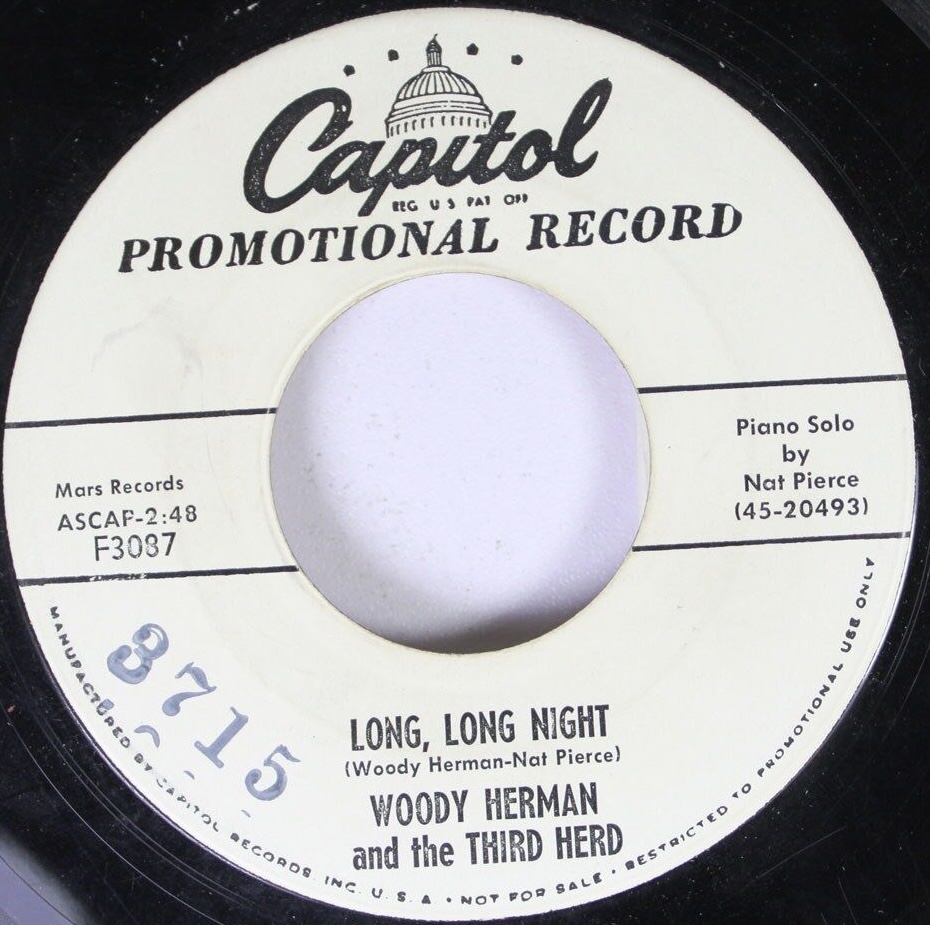 Capitol
REG U S PAT OFF
PROMOTIONAL RECORD
Mars Records
ASCAP-2:48
F3087
Piano Solo
by
Nat Pierce
(45-20493)
3715
LONG, LONG NIGHT
(Woody Herman-Nat Pierce)
WOODY HERMAN
and the THIRD HERD
MANUFACTURED BY CAPITOL RECORDS, INC. U. S. A. • NOT FOR SALE • RESTRICTED TO PROMOTIONAL USE ONLY